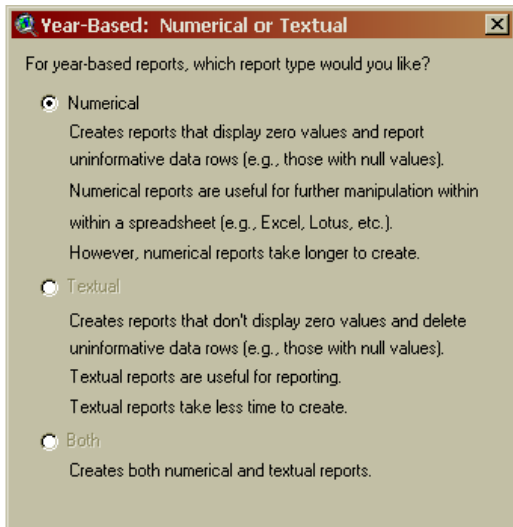 Year-Based: Numerical or Textual
For year-based reports, which report type would you like?
Numerical
Creates reports that display zero values and report
uninformative data rows (e.g., those with null values).
Numerical reports are useful for further manipulation within
within a spreadsheet (e.g., Excel, Lotus, etc.).
However, numerical reports take longer to create.
Textual
Creates reports that don't display zero values and delete
uninformative data rows (e.g., those with null values).
Textual reports are useful for reporting.
Textual reports take less time to create.
Both
Creates both numerical and textual reports.